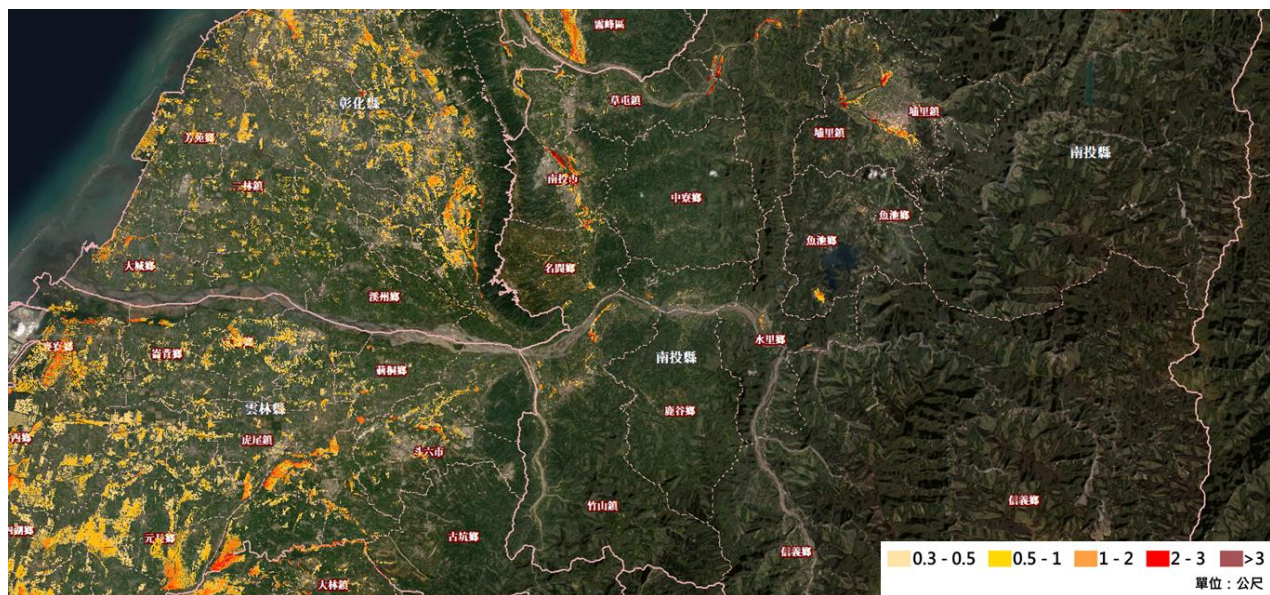 霧峰區
彰化縣
草屯鎮
埔里鎮
埔里鎮
芳苑鄉
南投縣
二林鎮
南投市
中寮鄉
魚池鄉
魚池鄉
大城鄉
名間鄉
溪州鄉
水里鄉
麥寮鄉
崙背鄉
南投縣
莿桐鄉
雲林縣
鹿谷鄉
虎尾鎮
斗六市
信義鄉
竹山鎮
元長鄉
古坑鄉
信義鄉
大林鎮
0.3 - 0.5 0.5 - 1 1 - 2 2 - 3 >3
單位：公尺